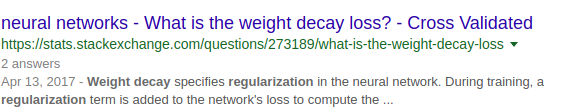 neural networks - What is the weight decay loss? - Cross Validated
https://stats.stackexchange.com/questions/273189/what-is-the-weight-decay-loss
2 answers
Apr 13, 2017 - Weight decay specifies regularization in the neural network. During training, a
regularization term is added to the network's loss to compute the ...